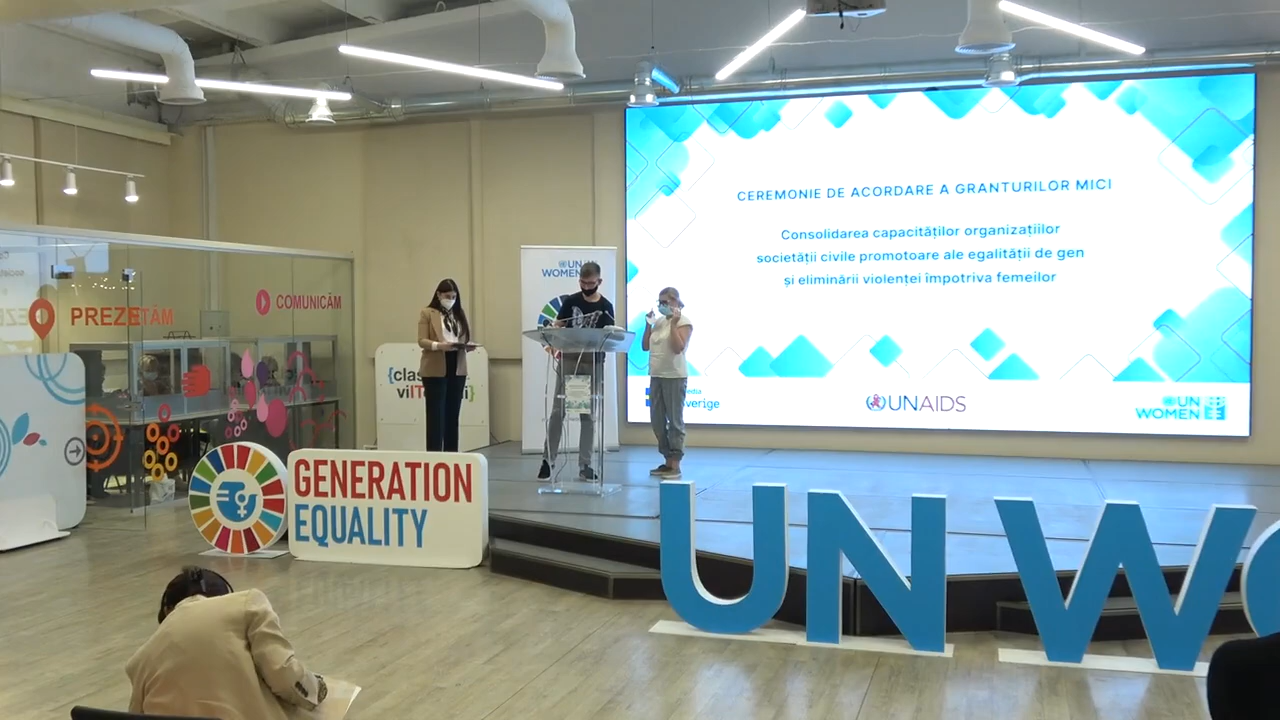 CEREMONIE DE ACORDARE A GRANTURILOR MICI
Consolidarea capacităților organizațiilor
societății civile promotoare ale egalității de gen
și eliminării violenței împotriva femeilor
UNAIDS
UN
WOMEN
UN
WOMEN
PREZENTĂM
COMUNICĂM
GENERATION
EQUALITY
UN WO